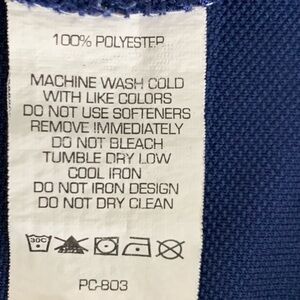 100% POLYESTER
MACHINE WASH COLD
WITH LIKE COLORS
DO NOT USE SOFTENERS
REMOVE IMMEDIATELY
DO NOT BLEACH
TUMBLE DRY LOW
COOL IRON
DO NOT IRON DESIGN
DO NOT DRY CLEAN
30C
PC-803